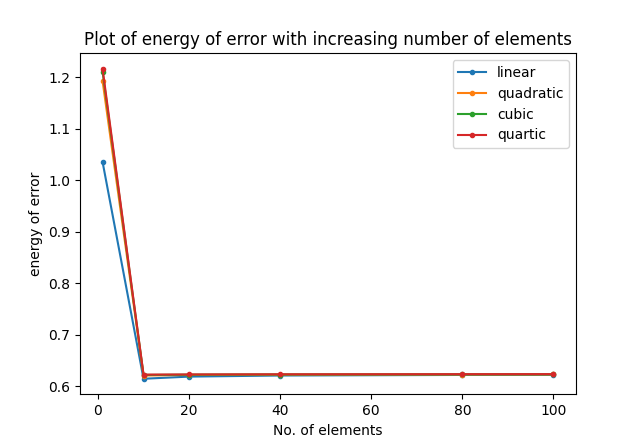 Plot of energy of error with increasing number of elements
linear
quadratic
cubic
quartic
energy of error
1.2
1.1
1.0
0.9
0.8
0.7
0.6
0
20
40
60
80
100
No. of elements